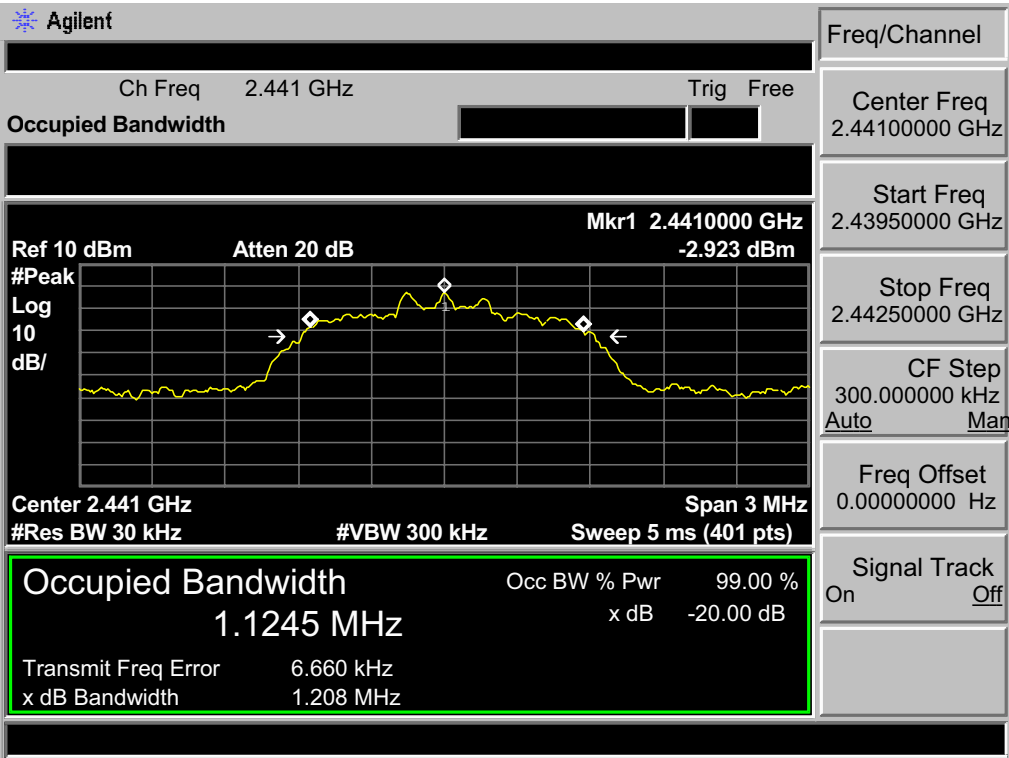 Agilent
Freq/Channel
Ch Freq 2.441 GHz Trig Free
Occupied Bandwidth
Center Freq
2.44100000 GHz
Start Freq
2.43950000 GHz
Mkr1 2.4410000 GHz
Ref 10 dBm Atten 20 dB -2.923 dBm
#Peak
Log
10
dB/
1
Stop Freq
2.44250000 GHz
CF Step
300.000000 kHz
Auto Man
Freq Offset
0.00000000 Hz
Center 2.441 GHz Span 3 MHz
#Res BW 30 kHz #VBW 300 kHz Sweep 5 ms (401 pts)
Signal Track
On Off
Occupied Bandwidth
1.1245 MHz
Occ BW % Pwr 99.00 %
x dB -20.00 dB
Transmit Freq Error 6.660 kHz
x dB Bandwidth 1.208 MHz